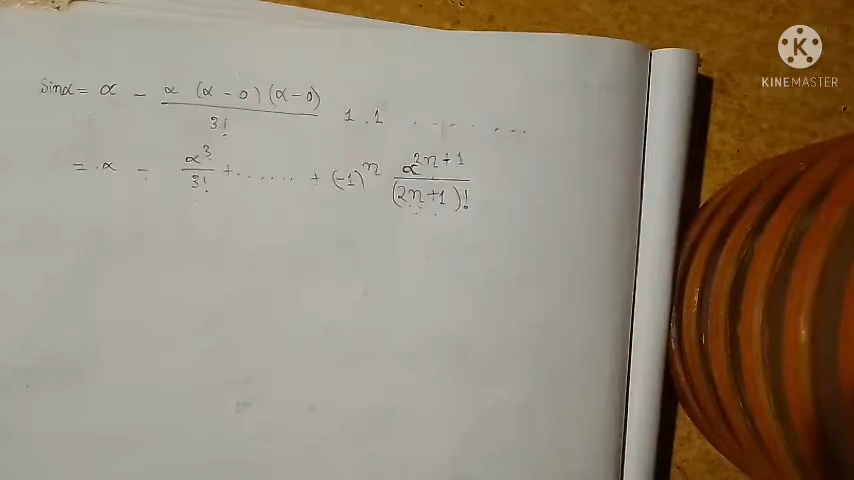 sinα = α - α (α - 0) (α - 0) / 3! 1 . 1 . . . . . . .
= α - α³/3! + ....... + (-1)ⁿ α²ⁿ⁺¹/(2n+1)!
KINEMASTER